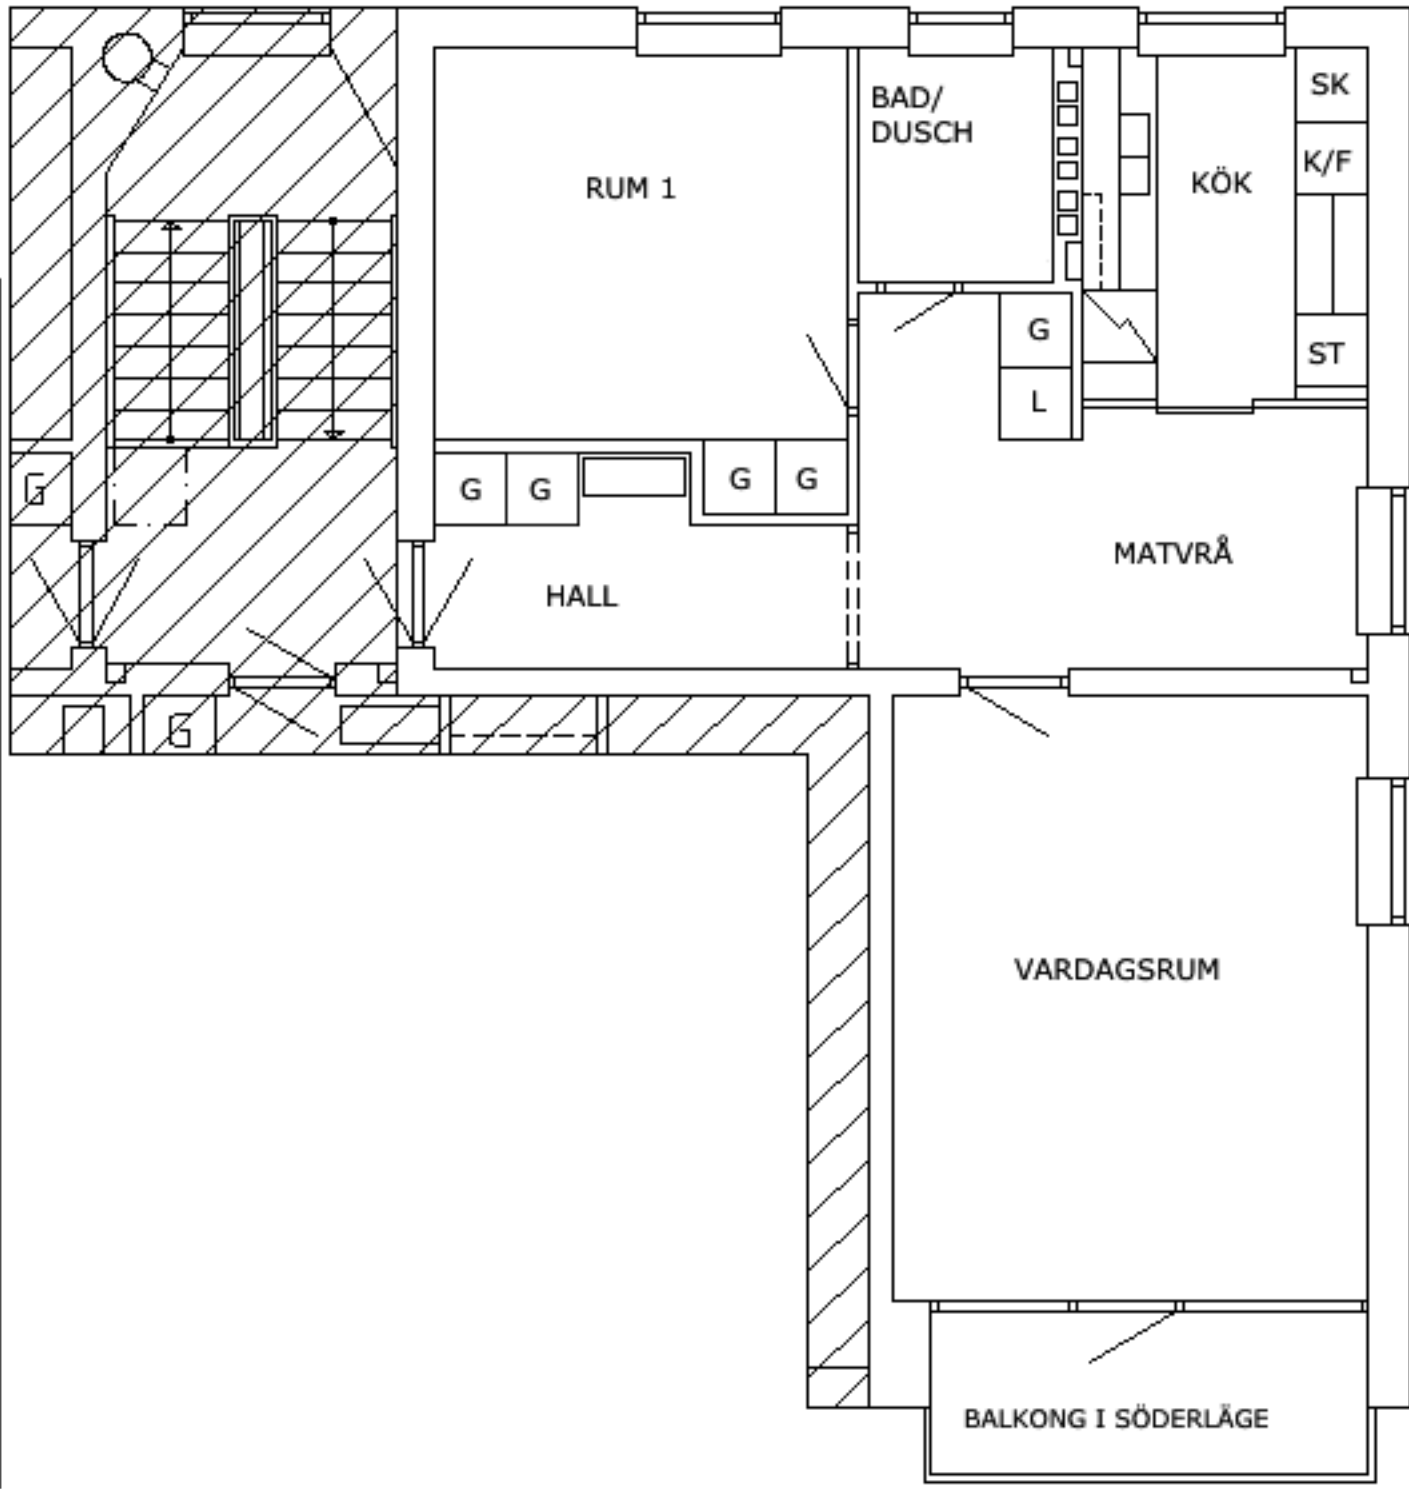 BAD/
DUSCH
SK
K/F
KÖK
RUM 1
G
ST
L
G
G
G
G
G
MATVRÅ
HALL
G
VARDAGSRUM
BALKONG I SÖDERLÄGE